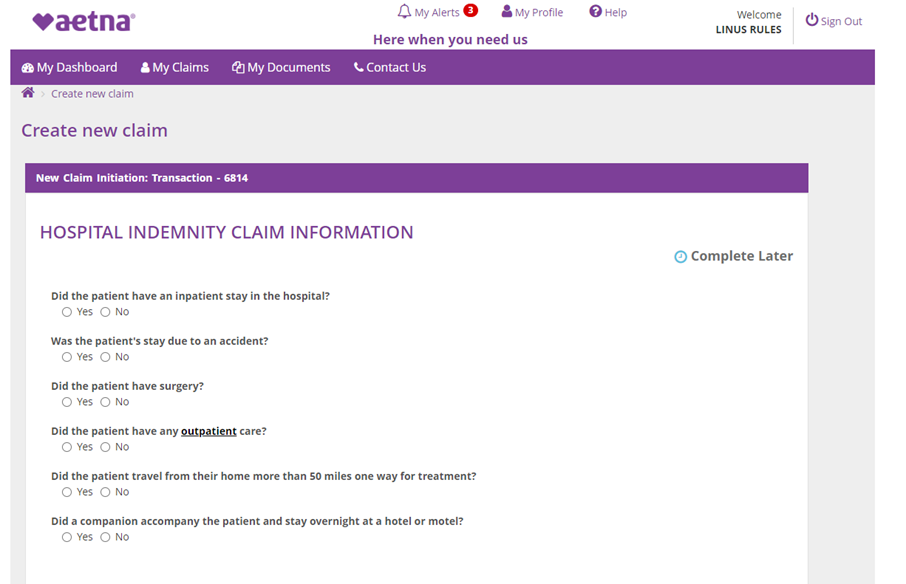 aetna®
My Alerts 3 My Profile Help
Here when you need us
Welcome
LINUS RULES
Sign Out
My Dashboard My Claims My Documents Contact Us
Create new claim
Create new claim
New Claim Initiation: Transaction - 6814
HOSPITAL INDEMNITY CLAIM INFORMATION
Complete Later
Did the patient have an inpatient stay in the hospital?
Yes No
Was the patient's stay due to an accident?
Yes No
Did the patient have surgery?
Yes No
Did the patient have any outpatient care?
Yes No
Did the patient travel from their home more than 50 miles one way for treatment?
Yes No
Did a companion accompany the patient and stay overnight at a hotel or motel?
Yes No